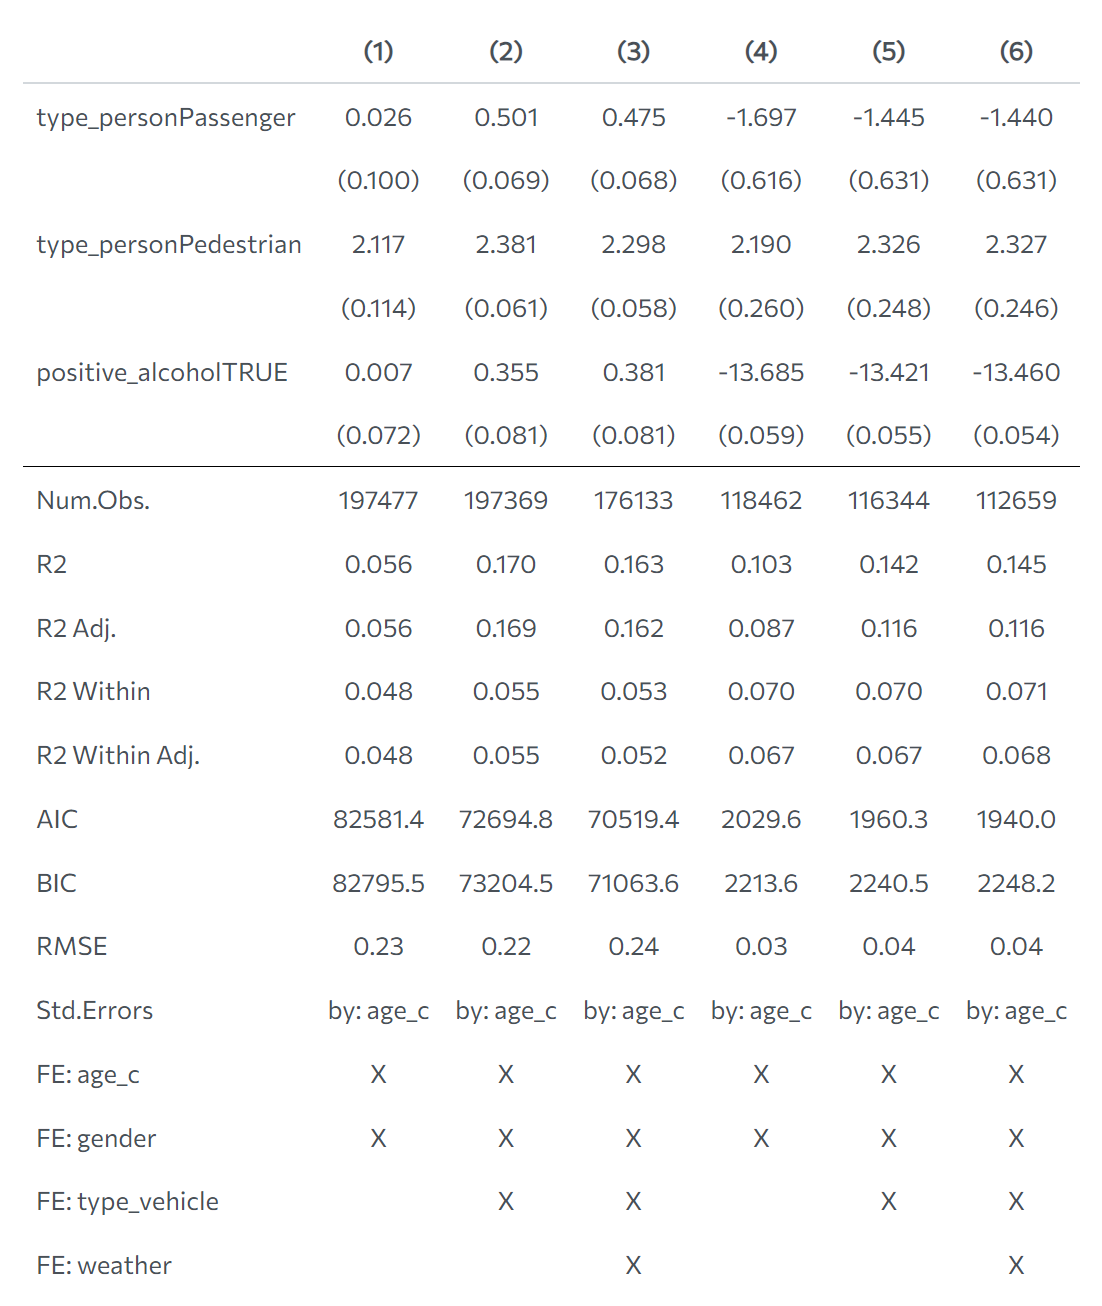 (1) (2) (3) (4) (5) (6)
type_personPassenger 0.026 0.501 0.475 -1.697 -1.445 -1.440
(0.100) (0.069) (0.068) (0.616) (0.631) (0.631)
type_personPedestrian 2.117 2.381 2.298 2.190 2.326 2.327
(0.114) (0.061) (0.058) (0.260) (0.248) (0.246)
positive_alcoholTRUE 0.007 0.355 0.381 -13.685 -13.421 -13.460
(0.072) (0.081) (0.081) (0.059) (0.055) (0.054)
Num.Obs. 197477 197369 176133 118462 116344 112659
R2 0.056 0.170 0.163 0.103 0.142 0.145
R2 Adj. 0.056 0.169 0.162 0.087 0.116 0.116
R2 Within 0.048 0.055 0.053 0.070 0.070 0.071
R2 Within Adj. 0.048 0.055 0.052 0.067 0.067 0.068
AIC 82581.4 72694.8 70519.4 2029.6 1960.3 1940.0
BIC 82795.5 73204.5 71063.6 2213.6 2240.5 2248.2
RMSE 0.23 0.22 0.24 0.03 0.04 0.04
Std.Errors by: age_c by: age_c by: age_c by: age_c by: age_c by: age_c
FE: age_c X X X X X X
FE: gender X X X X X X
FE: type_vehicle X X X X
FE: weather X X